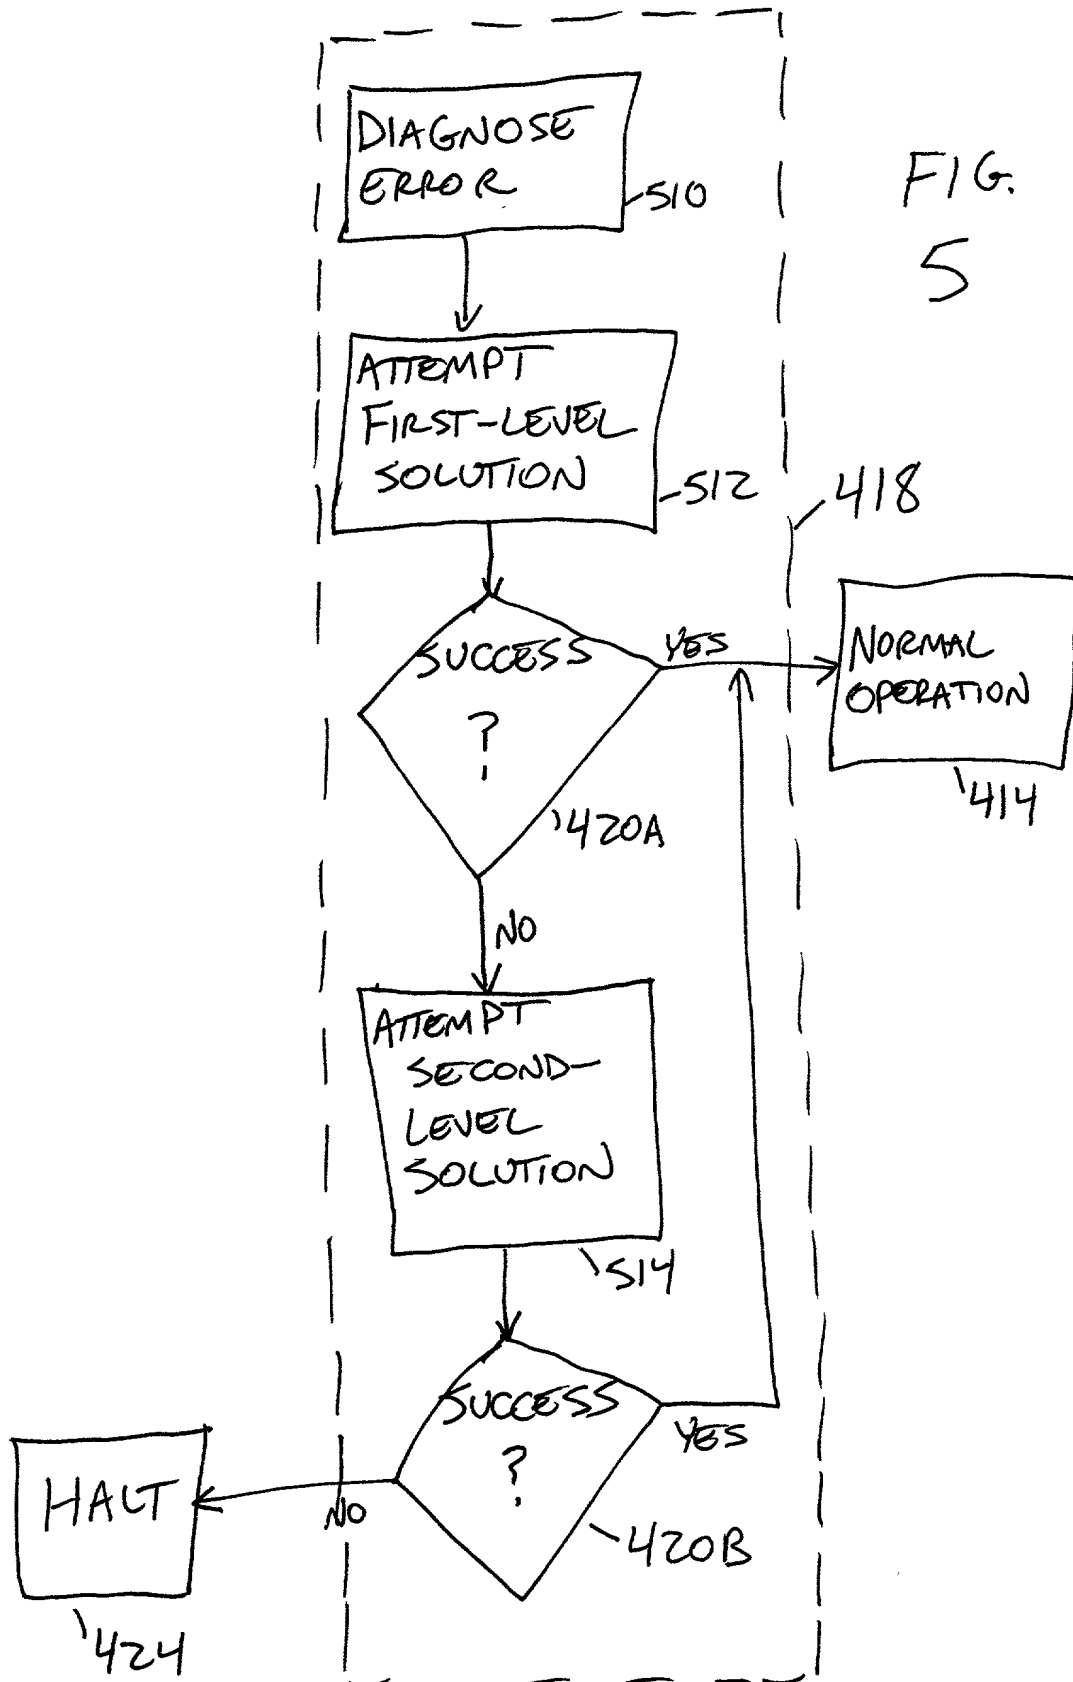 DIAGNOSE
ERROR
510
FIG.
5
ATTEMPT
FIRST-LEVEL
SOLUTION
512
418
SUCCESS
?
YES
NORMAL
OPERATION
414
420A
NO
ATTEMPT
SECOND-
LEVEL
SOLUTION
514
SUCCESS
?
YES
HALT
NO
420B
424